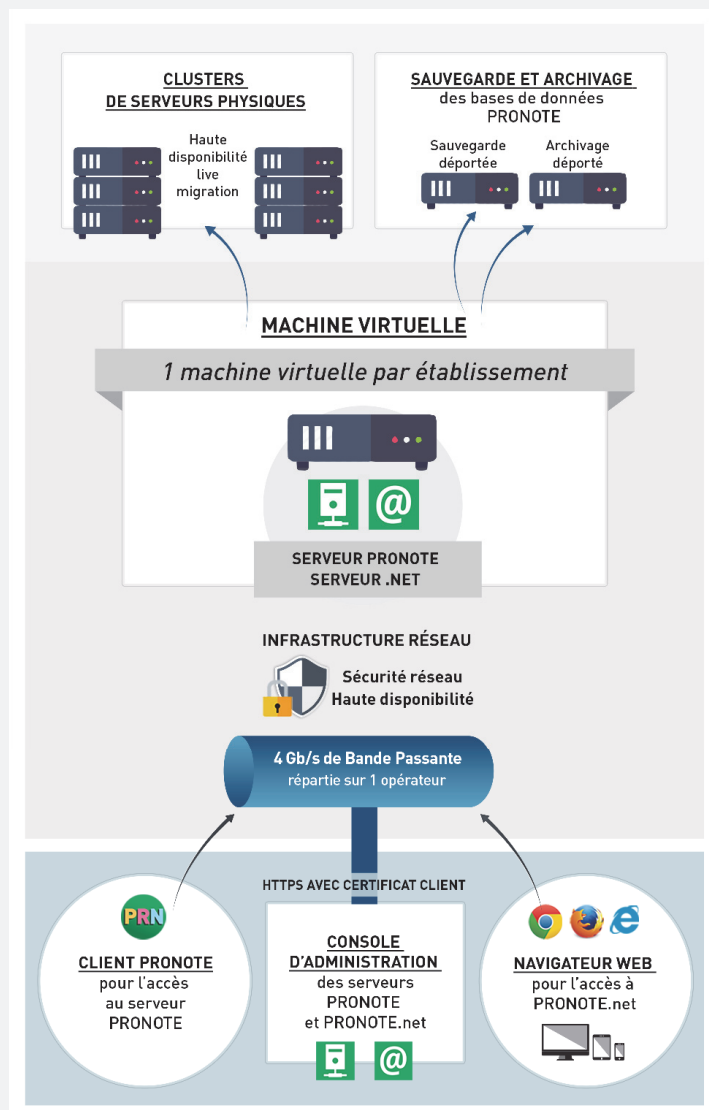 CLUSTERS
DE SERVEURS PHYSIQUES
Haute
disponibilité
live
migration
SAUVEGARDE ET ARCHIVAGE
des bases de données
PRONOTE
Sauvegarde
déportée
Archivage
déporté
MACHINE VIRTUELLE
1 machine virtuelle par établissement
@
SERVEUR PRONOTE
SERVEUR .NET
INFRASTRUCTURE RÉSEAU
Sécurité réseau
Haute disponibilité
4 Gb/s de Bande Passante
répartie sur 1 opérateur
HTTPS AVEC CERTIFICAT CLIENT
PRN
CLIENT PRONOTE
pour l'accès
au serveur
PRONOTE
CONSOLE
D'ADMINISTRATION
des serveurs
PRONOTE
et PRONOTE.net
@
NAVIGATEUR WEB
pour l'accès à
PRONOTE.net